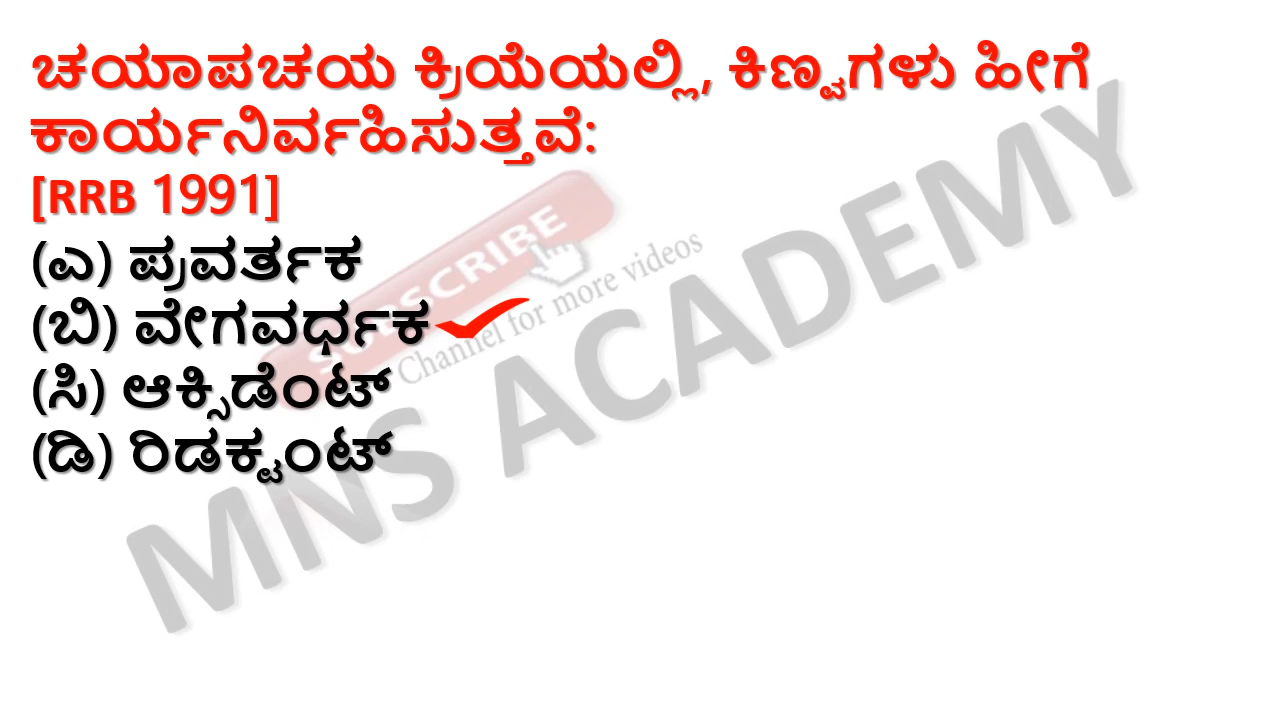 ಚಯಾಪಚಯ ಕ್ರಿಯೆಯಲ್ಲಿ, ಕಿಣ್ವಗಳು ಹೀಗೆ
ಕಾರ್ಯನಿರ್ವಹಿಸುತ್ತವೆ:
[RRB 1991]
(ಎ) ಪ್ರವರ್ತಕ
(ಬಿ) ವೇಗವರ್ಧಕ
(ಸಿ) ಆಕ್ಸಿಡೆಂಟ್
(ಡಿ) ರಿಡಕ್ಟಂಟ್
SUBSCRIBE
Channel for more videos
MNS ACADEMY